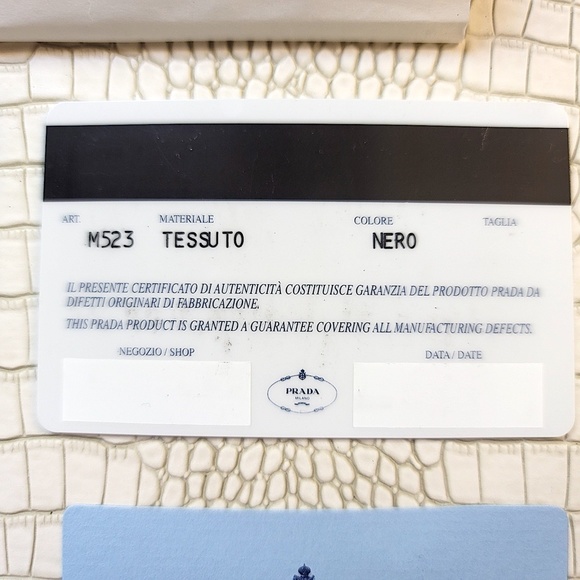 ART. MATERIALE COLORE TAGLIA
M523 TESSUTO NERO
IL PRESENTE CERTIFICATO DI AUTENTICITÀ COSTITUISCE GARANZIA DEL PRODOTTO PRADA DA
DIFETTI ORIGINARI DI FABBRICAZIONE.
THIS PRADA PRODUCT IS GRANTED A GUARANTEE COVERING ALL MANUFACTURING DEFECTS.
NEGOZIO / SHOP DATA / DATE
PRADA
MILANO